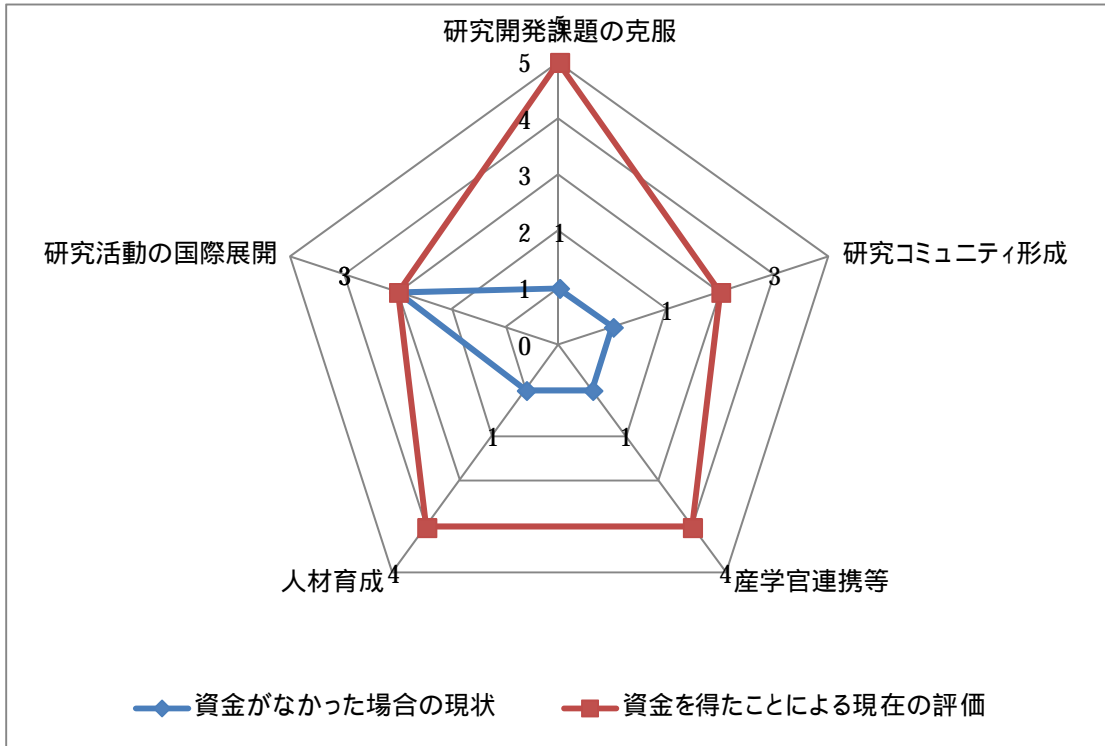 5
研究開発課題の克服
5
4
3
2
1
1
0
研究活動の国際展開
3
研究コミュニティ形成
3
1
1
1
人材育成
4
4
産学官連携等
資金がなかった場合の現状
資金を得たことによる現在の評価